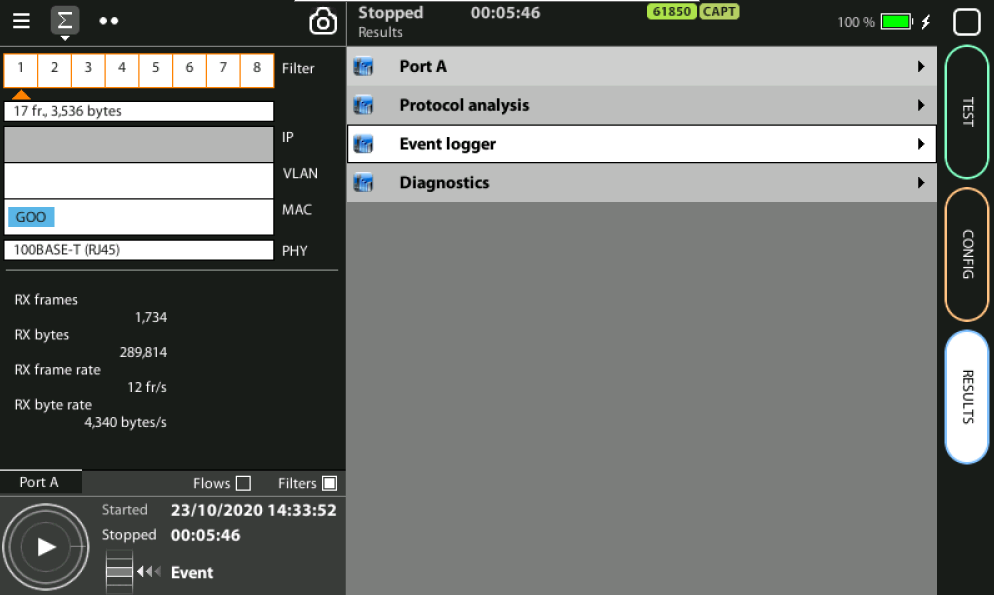 Σ
1 2 3 4 5 6 7 8 Filter
17 fr., 3,536 bytes
IP
VLAN
GOO MAC
100BASE-T (RJ45) PHY
RX frames
1,734
RX bytes
289,814
RX frame rate
12 fr/s
RX byte rate
4,340 bytes/s
Port A Flows Filters
Started 23/10/2020 14:33:52
Stopped 00:05:46
Event
Stopped 00:05:46 61850 CAPT 100 %
Results
Port A
Protocol analysis
Event logger
Diagnostics
TEST
CONFIG
RESULTS